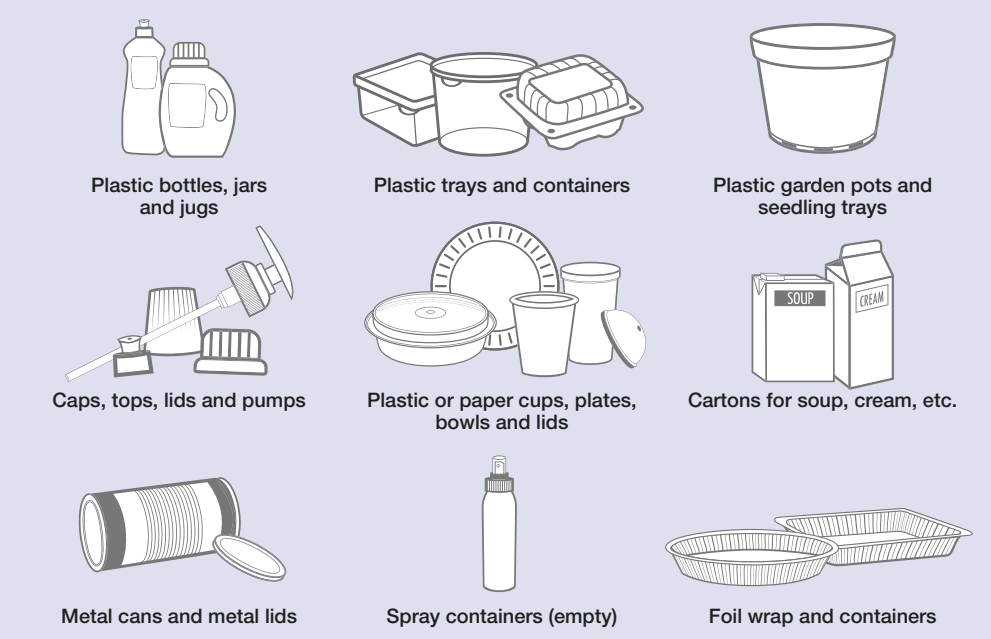 Plastic bottles, jars
and jugs
Plastic trays and containers
Plastic garden pots and
seedling trays
SOUP
CREAM
Caps, tops, lids and pumps
Plastic or paper cups, plates,
bowls and lids
Cartons for soup, cream, etc.
Metal cans and metal lids
Spray containers (empty)
Foil wrap and containers